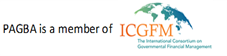 PAGBA is a member of ICGFM
The International Consortium on
Governmental Financial Management